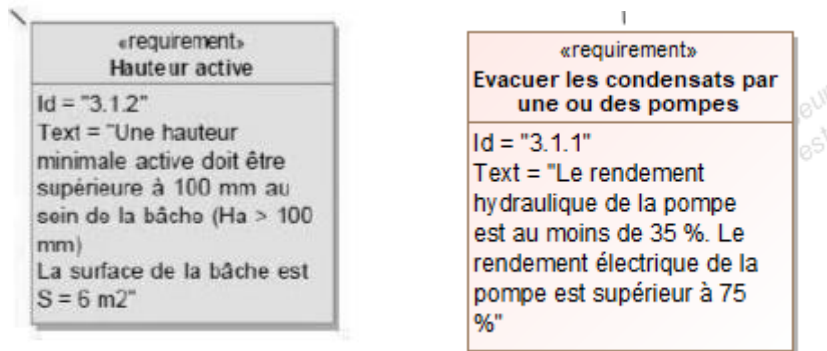 «requirement»
Hauteur active
Id = "3.1.2"
Text = "Une hauteur
minimale active doit être
supérieure à 100 mm au
sein de la bâche (Ha > 100
mm)
La surface de la bâche est
S = 6 m2"
«requirement»
Evacuer les condensats par
une ou des pompes
Id = "3.1.1"
Text = "Le rendement
hydraulique de la pompe
est au moins de 35 %. Le
rendement électrique de la
pompe est supérieur à 75
%"
est